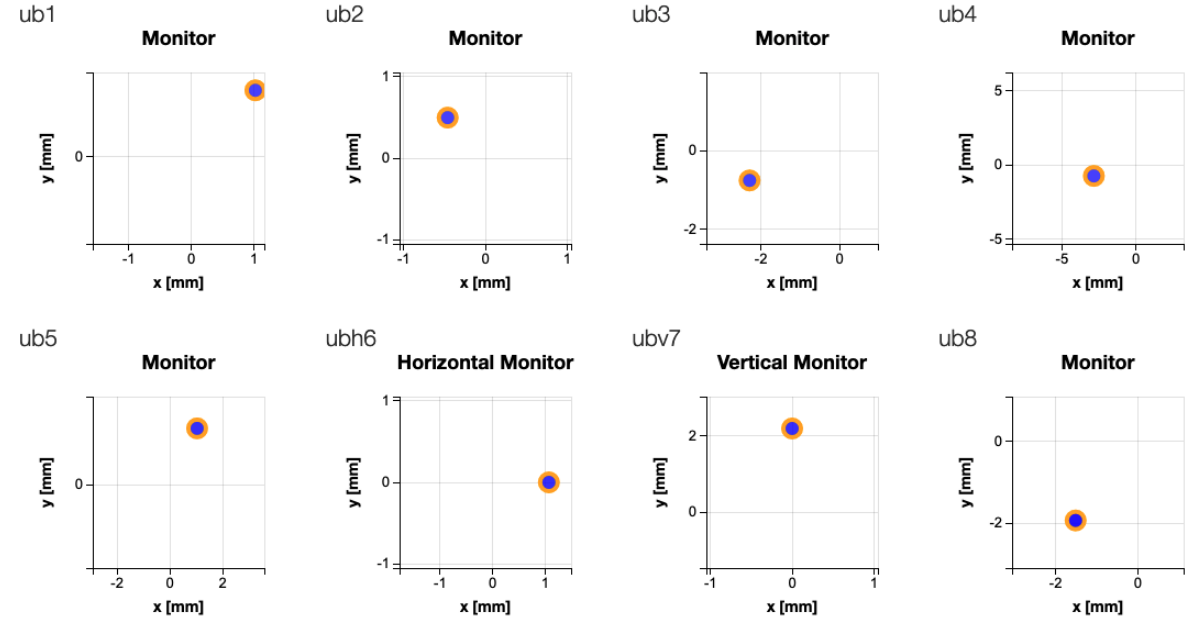 ub1
Monitor
y [mm]
0
-1 0 1
x [mm]
ub2
Monitor
y [mm]
1
0
-1
-1 0 1
x [mm]
ub3
Monitor
y [mm]
0
-2
-2 0
x [mm]
ub4
Monitor
y [mm]
5
0
-5
-5 0
x [mm]
ub5
Monitor
y [mm]
0
-2 0 2
x [mm]
ubh6
Horizontal Monitor
y [mm]
1
0
-1
-1 0 1
x [mm]
ubv7
Vertical Monitor
y [mm]
2
0
-1 0 1
x [mm]
ub8
Monitor
y [mm]
0
-2
-2 0
x [mm]